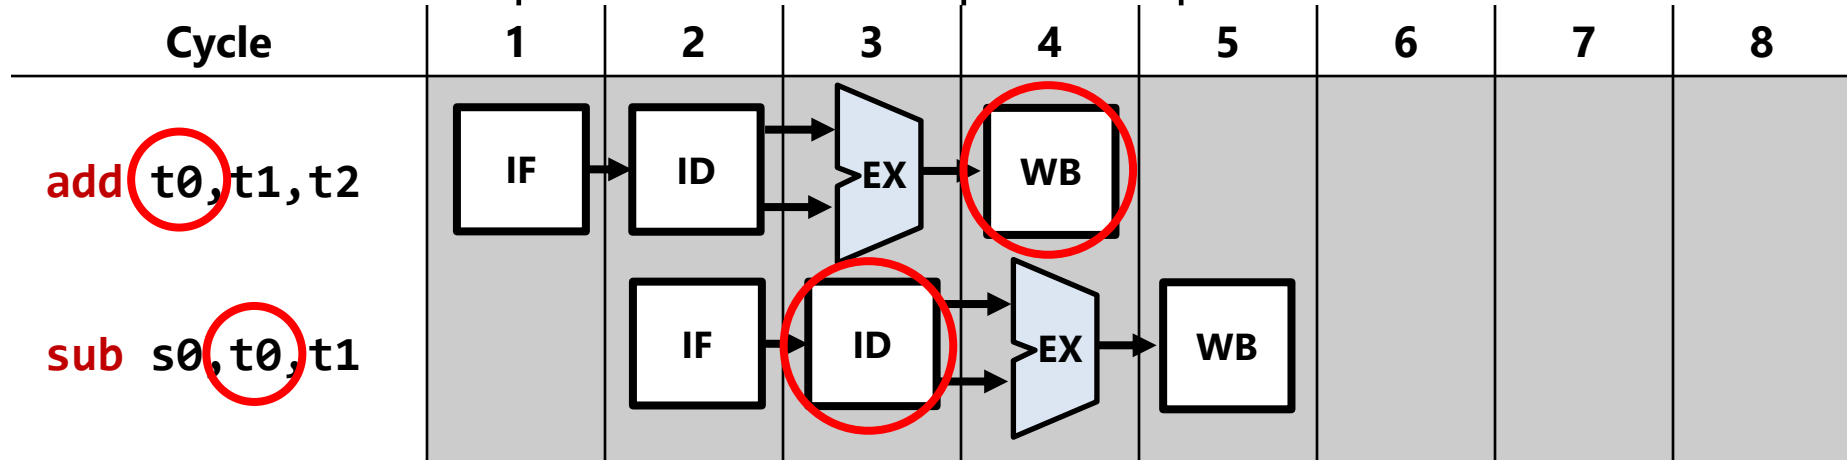 Cycle 1 2 3 4 5 6 7 8
add t0,t1,t2 IF ID EX WB
sub s0,t0,t1 IF ID EX WB